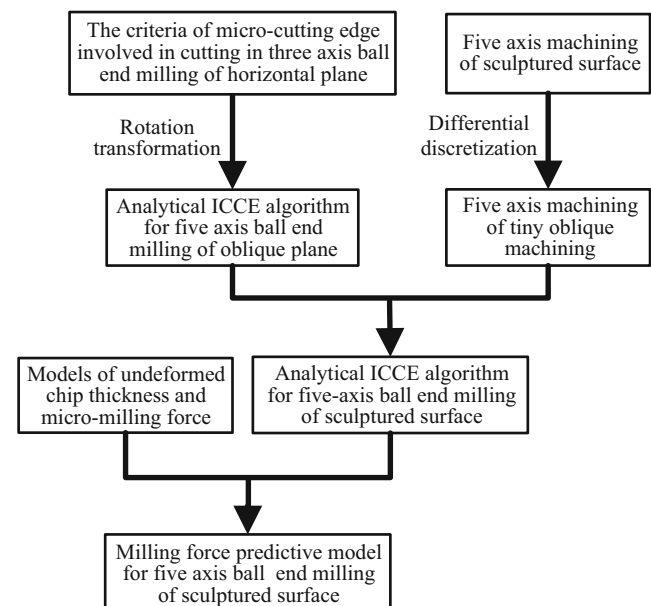 The criteria of micro-cutting edge
involved in cutting in three axis ball
end milling of horizontal plane
Five axis machining
of sculptured surface
Rotation
transformation
Differential
discretization
Analytical ICCE algorithm
for five axis ball end
milling of oblique plane
Five axis machining
of tiny oblique
machining
Models of undeformed
chip thickness and
micro-milling force
Analytical ICCE algorithm
for five-axis ball end milling
of sculptured surface
Milling force predictive model
for five axis ball end milling
of sculptured surface